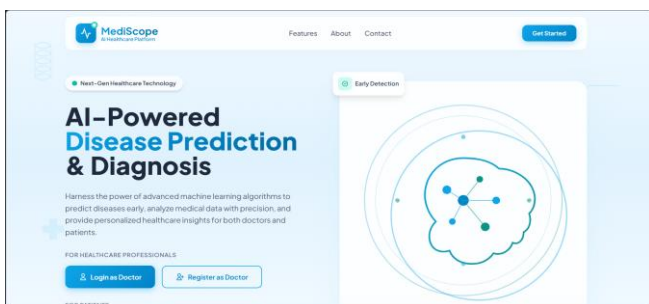 MediScope
AI Healthcare Platform
Features About Contact
Get Started
Next-Gen Healthcare Technology
Early Detection
AI-Powered
Disease Prediction
& Diagnosis
Harness the power of advanced machine learning algorithms to
predict diseases early, analyze medical data with precision, and
provide personalized healthcare insights for both doctors and
patients.
FOR HEALTHCARE PROFESSIONALS
Login as Doctor Register as Doctor